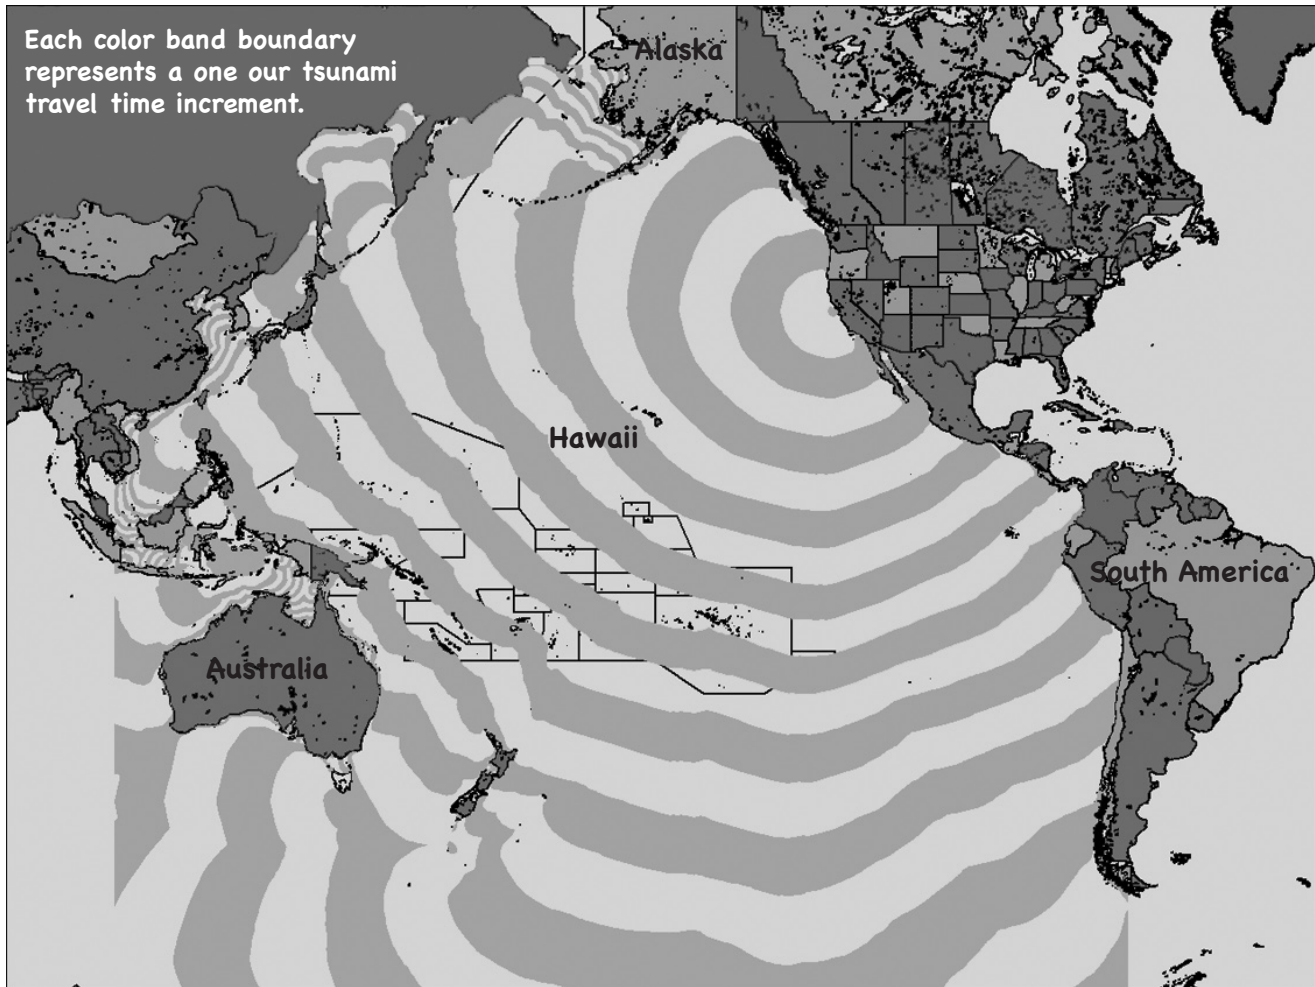 Each color band boundary
represents a one our tsunami
travel time increment.
Alaska
Hawaii
South America
Australia